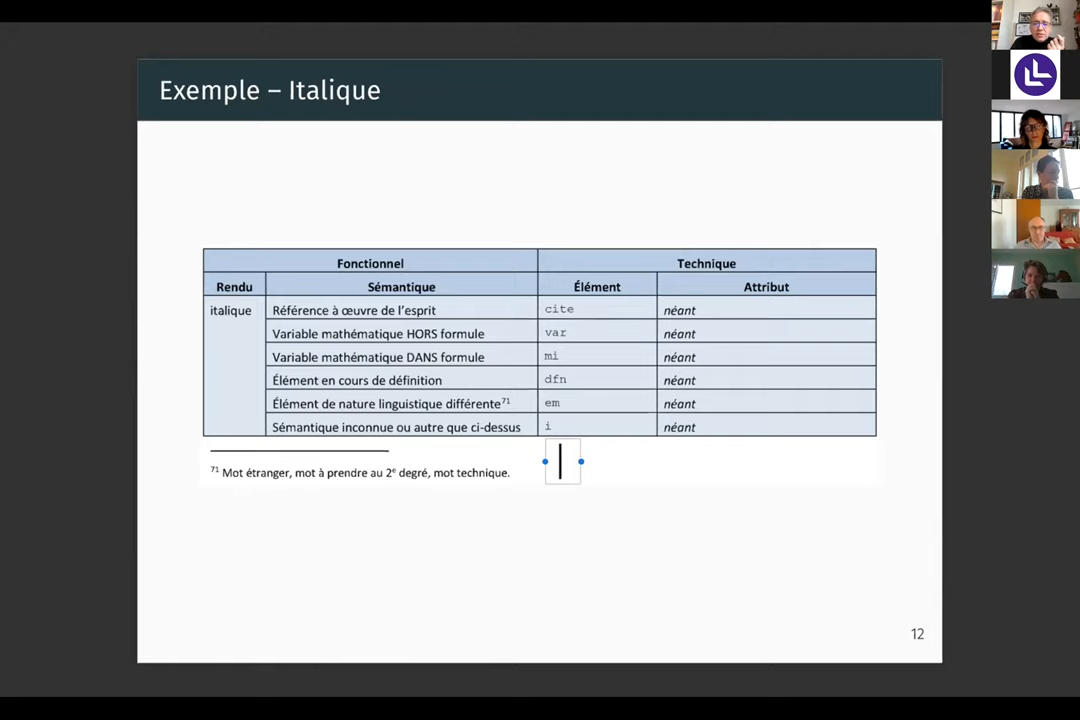 Exemple – Italique
Fonctionnel Technique
Rendu Sémantique Élément Attribut
italique Référence à œuvre de l'esprit cite néant
Variable mathématique HORS formule var néant
Variable mathématique DANS formule mi néant
Élément en cours de définition dfn néant
Élément de nature linguistique différente71 em néant
Sémantique inconnue ou autre que ci-dessus i néant
71 Mot étranger, mot à prendre au 2e degré, mot technique.
12